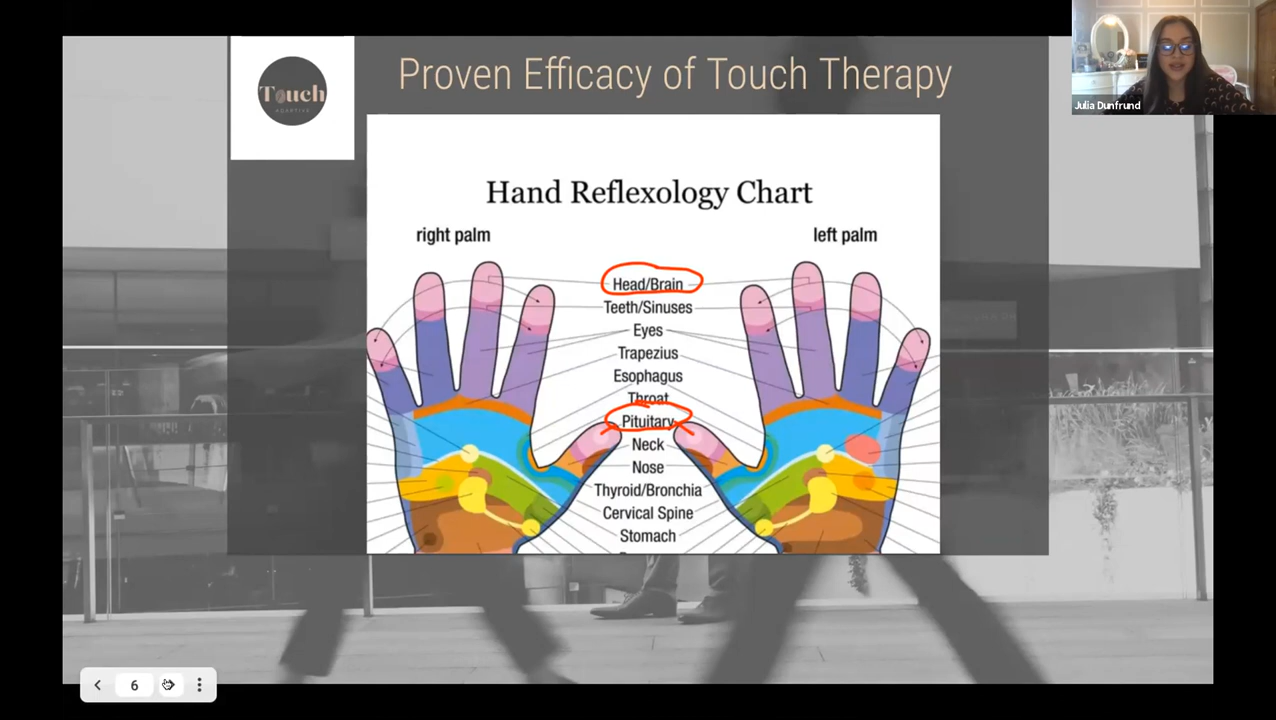 Proven Efficacy of Touch Therapy
Touch
ADAPTIVE
Julia Dunfrund
Hand Reflexology Chart
right palm
left palm
Head/Brain
Teeth/Sinuses
Eyes
Trapezius
Esophagus
Throat
Pituitary
Neck
Nose
Thyroid/Bronchia
Cervical Spine
Stomach
6